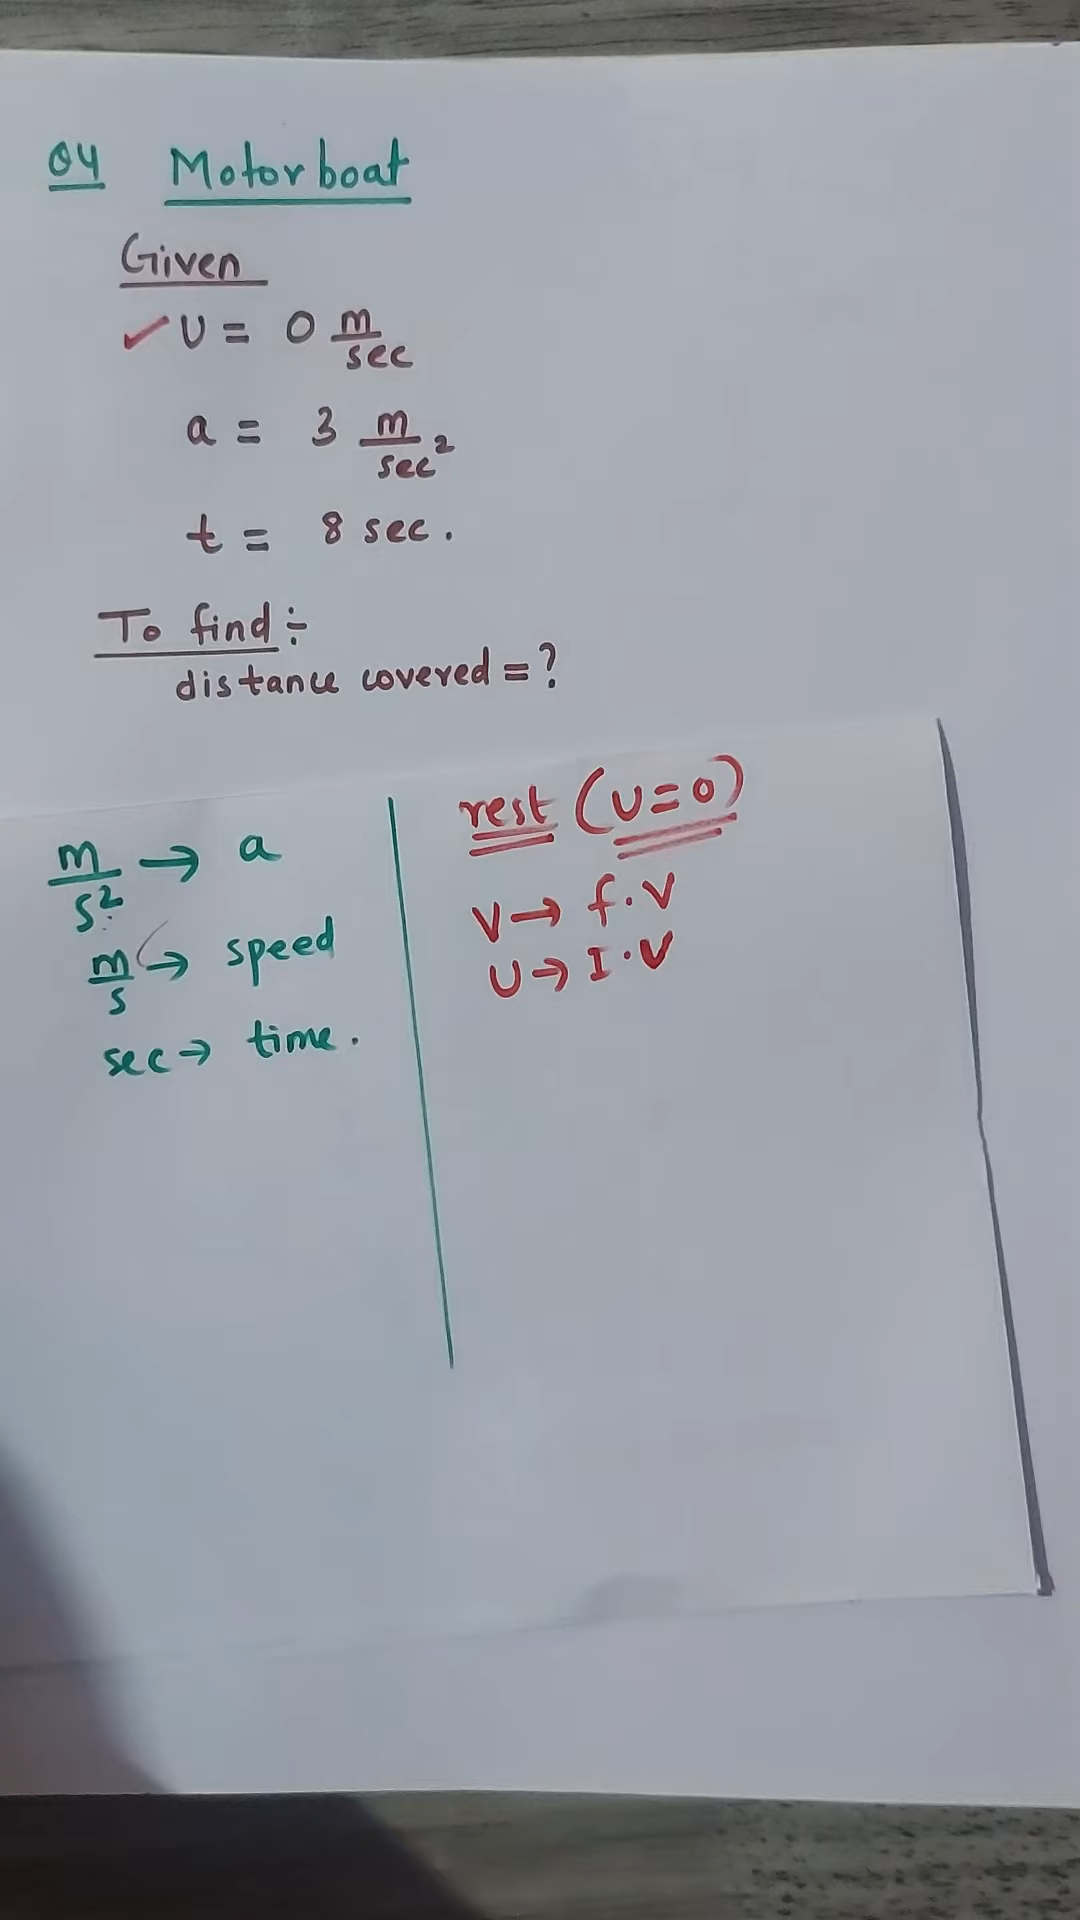 Q4 Motorboat
Given
✓ U = 0 m/sec
a = 3 m/sec²
t = 8 sec.
To find ÷
distance covered = ?
m/s² → a
m/s → speed
sec → time.
rest (U=0)
V → f.V
U → I.V